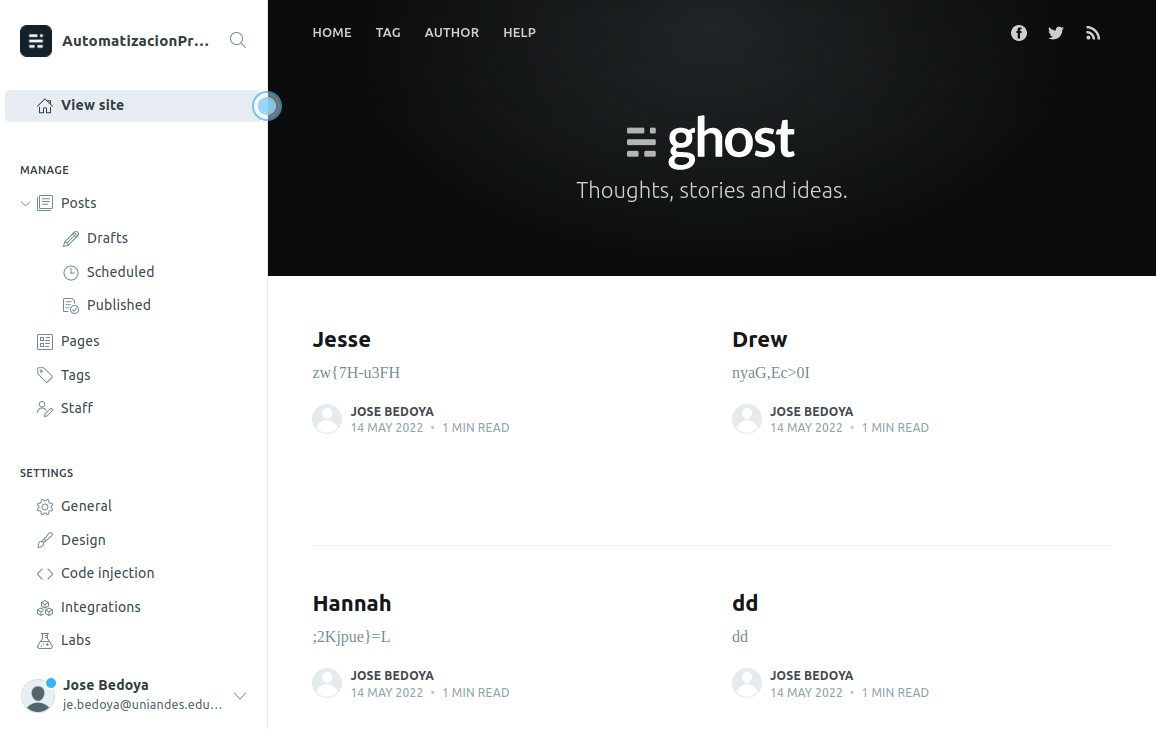 AutomatizacionPr...
View site
MANAGE
Posts
Drafts
Scheduled
Published
Pages
Tags
Staff
SETTINGS
General
Design
Code injection
Integrations
Labs
Jose Bedoya
je.bedoya@uniandes.edu...
HOME TAG AUTHOR HELP
ghost
Thoughts, stories and ideas.
Jesse
zw{7H-u3FH
JOSE BEDOYA
14 MAY 2022 • 1 MIN READ
Drew
nyaG,Ec>0I
JOSE BEDOYA
14 MAY 2022 • 1 MIN READ
Hannah
;2Kjpue}=L
JOSE BEDOYA
14 MAY 2022 • 1 MIN READ
dd
dd
JOSE BEDOYA
14 MAY 2022 • 1 MIN READ